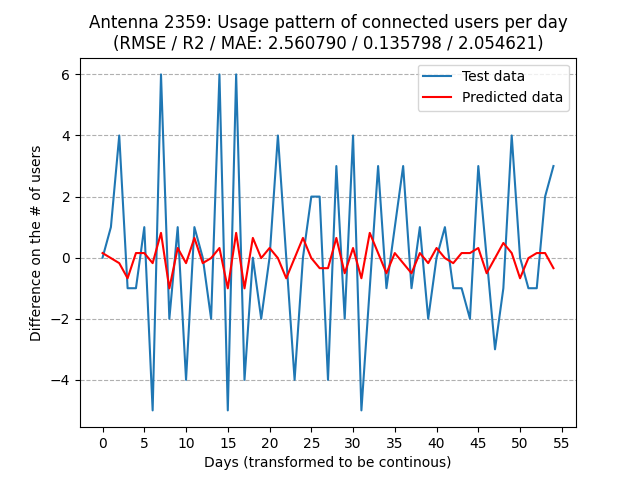 Antenna 2359: Usage pattern of connected users per day
(RMSE / R2 / MAE: 2.560790 / 0.135798 / 2.054621)
Test data
Predicted data
Difference on the # of users
6
4
2
0
−2
−4
0 5 10 15 20 25 30 35 40 45 50 55
Days (transformed to be continous)